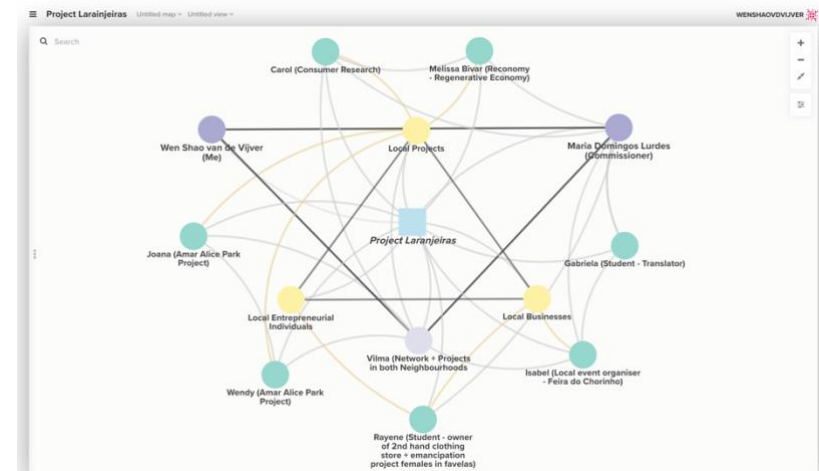 Project Larainjeiras Untitled map Untitled view WENSHAOVDVIJVER
Search
Carol (Consumer Research)
Melissa Bivar (Reconomy
- Regenerative Economy)
Wen Shao van de Vijver
(Me)
Local Projects
Maria Domingos Lurdes
(Commissioner)
Project Laranjeiras
Joana (Amar Alice Park
Project)
Gabriela (Student - Translator)
Local Entrepreneurial
Individuals
Local Businesses
Vilma (Network + Projects
in both Neighbourhoods
Wendy (Amar Alice Park
Project)
Isabel (Local event organiser
- Feira do Chorinho)
Rayene (Student - owner
of 2nd hand clothing
store + emancipation
project females in favelas)